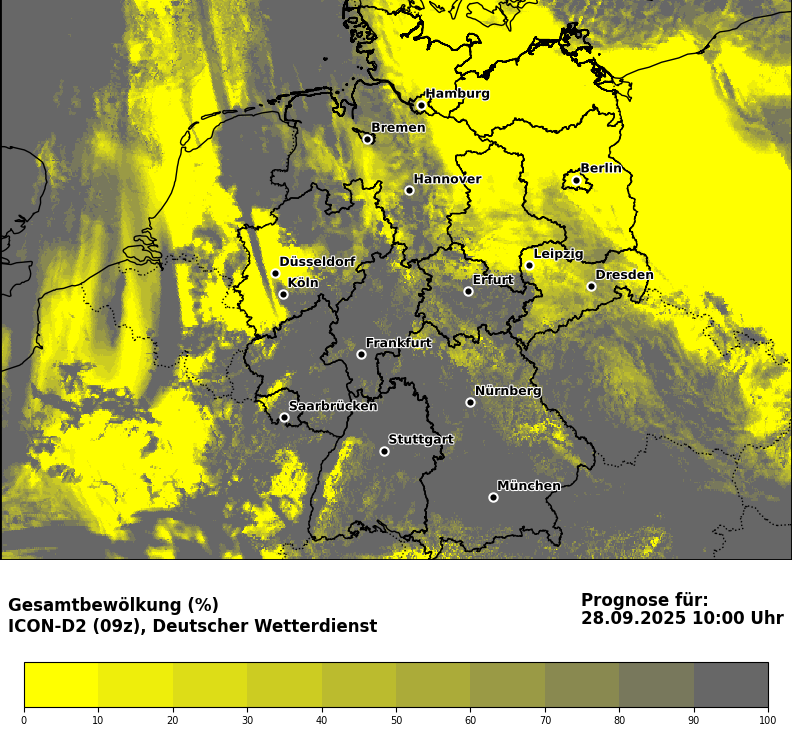 Hamburg
Bremen
Berlin
Hannover
Leipzig
Düsseldorf
Dresden
Köln
Erfurt
Frankfurt
Nürnberg
Saarbrücken
Stuttgart
München
Gesamtbewölkung (%)
ICON-D2 (09z), Deutscher Wetterdienst
Prognose für:
28.09.2025 10:00 Uhr
0 10 20 30 40 50 60 70 80 90 100